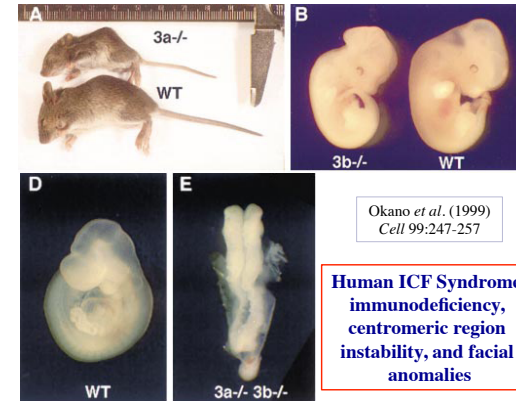 A
3a-/-
WT
B
3b-/-
WT
D
WT
E
3a-/- 3b-/-
Okano et al. (1999)
Cell 99:247-257
Human ICF Syndrome
immunodeficiency,
centromeric region
instability, and facial
anomalies